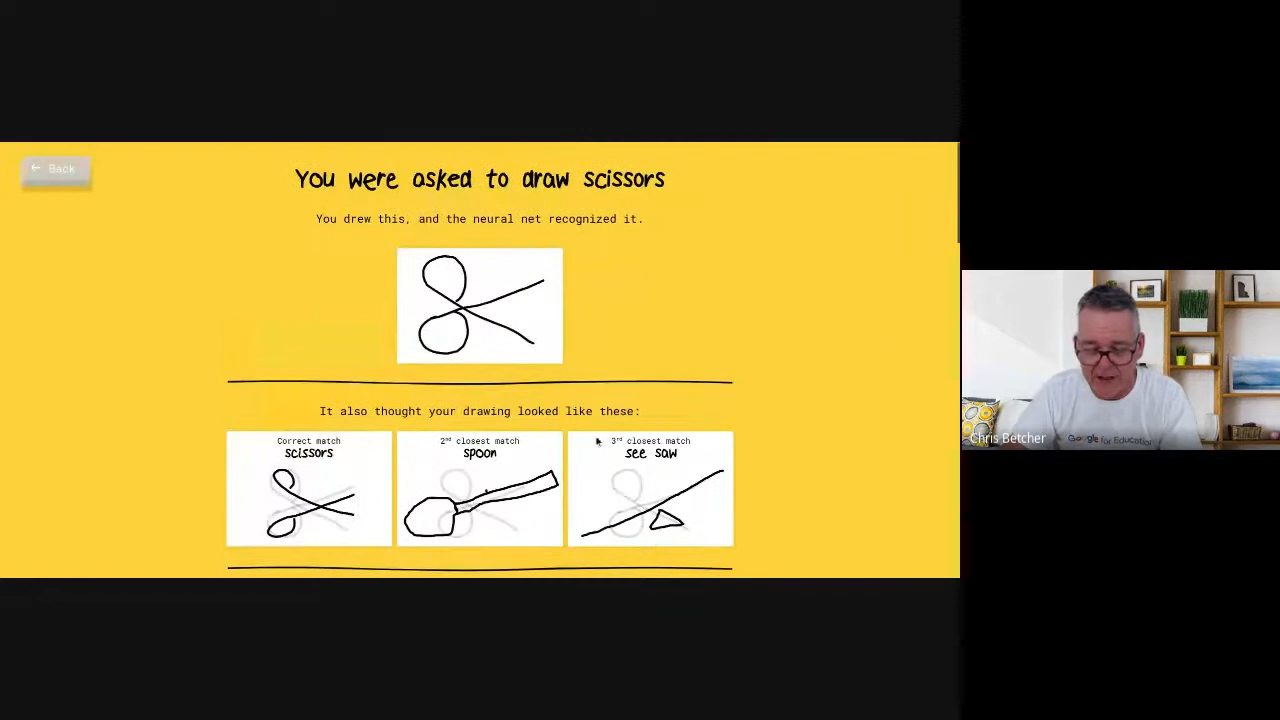 ← Back
You were asked to draw scissors
You drew this, and the neural net recognized it.
It also thought your drawing looked like these:
Correct match
scissors
2nd closest match
spoon
3rd closest match
see saw
Chris Betcher
Google for Education